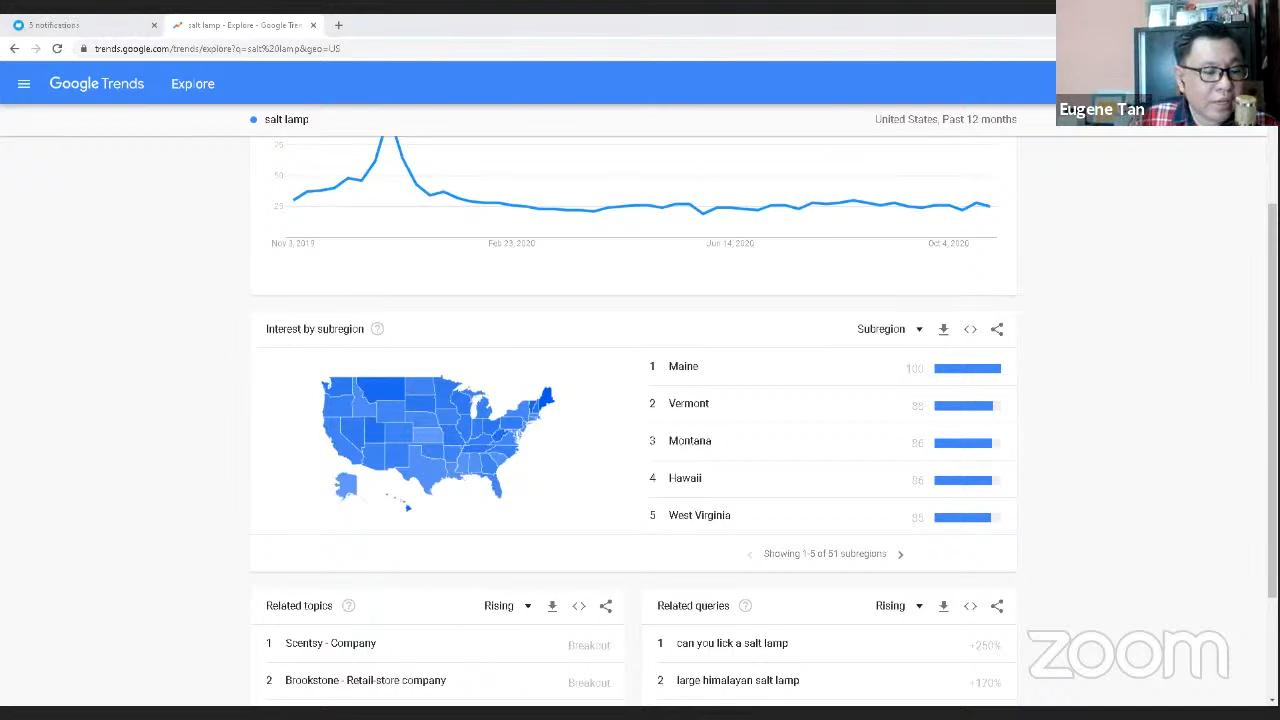 5 notifications
salt lamp - Explore - Google Tren
trends.google.com/trends/explore?q=salt%20lamp&geo=US
Google Trends
Explore
Eugene Tan
salt lamp
United States, Past 12 months
75
50
25
Nov 3, 2019
Feb 23, 2020
Jun 14, 2020
Oct 4, 2020
Interest by subregion
Subregion
1 Maine 100
2 Vermont 88
3 Montana 86
4 Hawaii 86
5 West Virginia 85
Showing 1-5 of 51 subregions
Related topics
Rising
Related queries
Rising
1 Scentsy - Company Breakout
1 can you lick a salt lamp +250%
2 Brookstone - Retail-store company Breakout
2 large himalayan salt lamp +170%
zoom